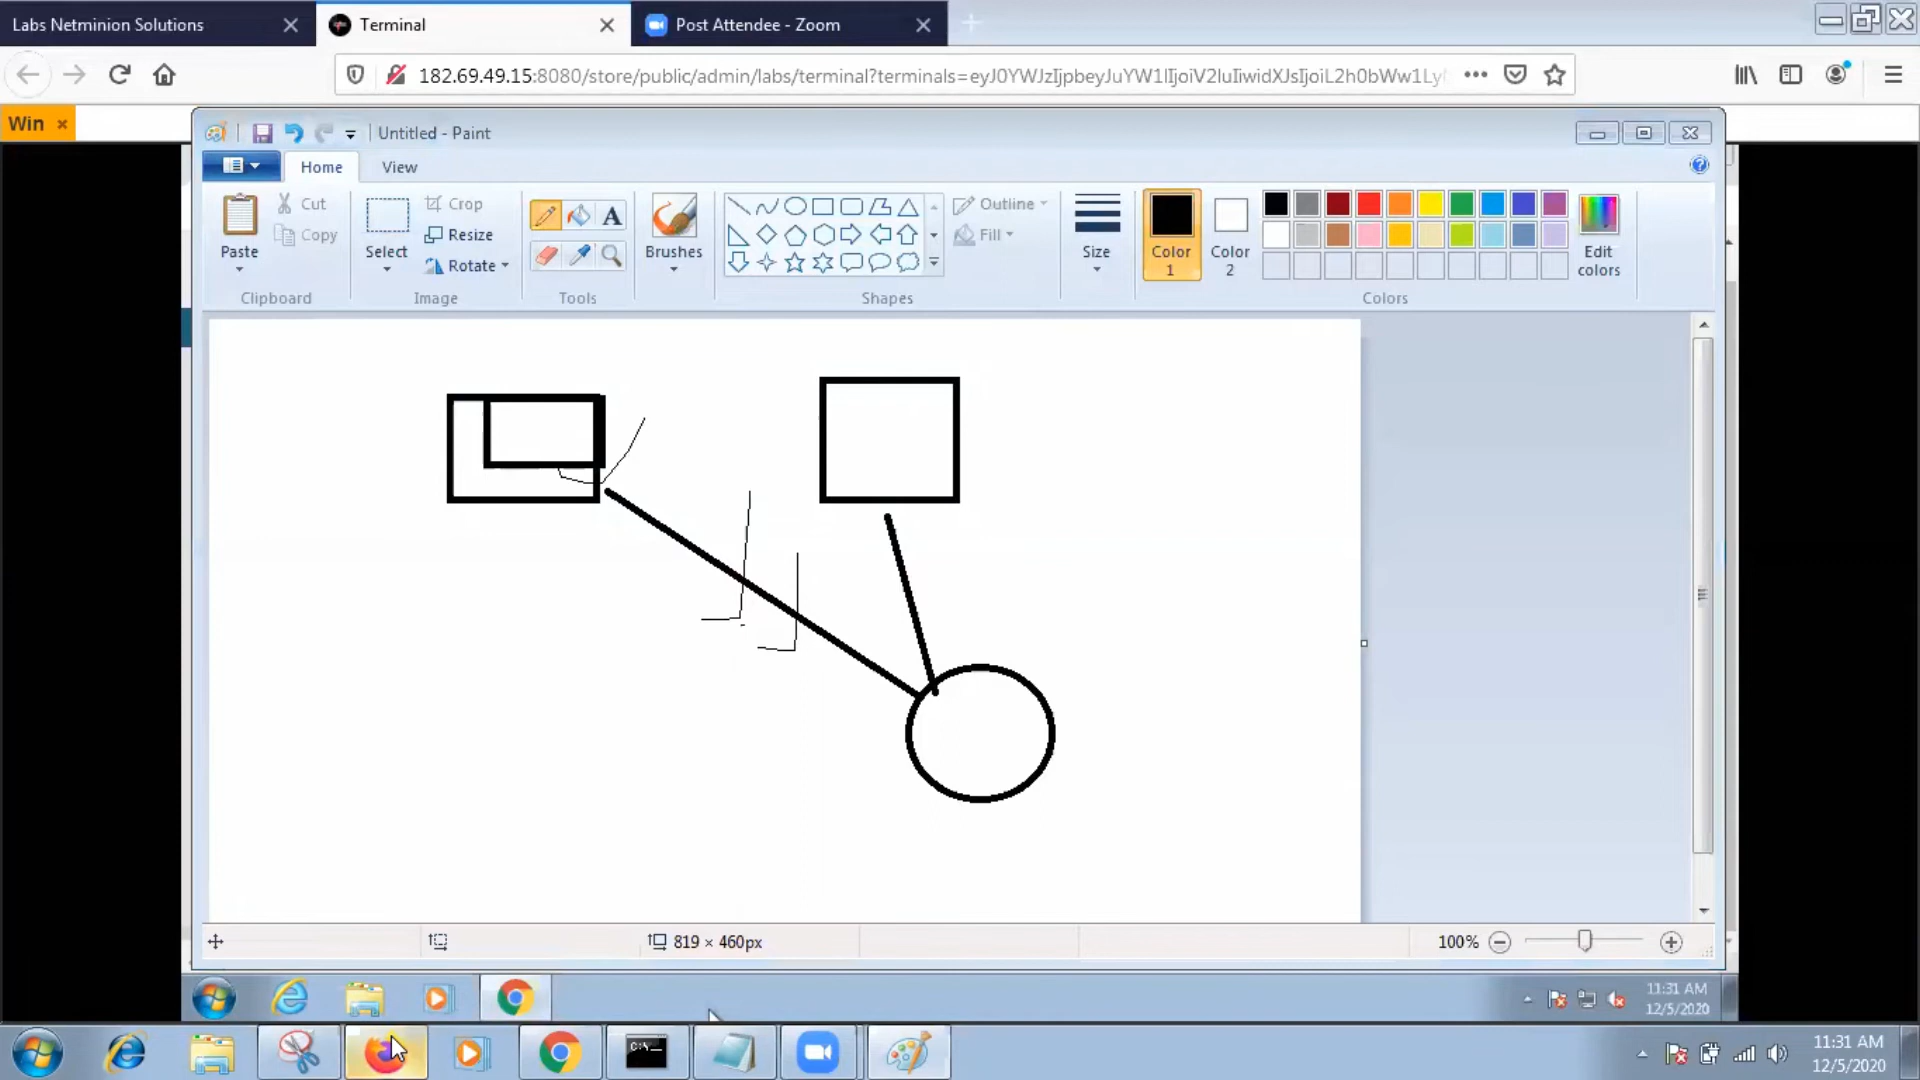 Labs Netminion Solutions
Terminal
Post Attendee - Zoom
182.69.49.15:8080/store/public/admin/labs/terminal?terminals=
Win
Untitled - Paint
Home
View
Paste
Cut
Copy
Clipboard
Select
Crop
Resize
Rotate
Image
A
Tools
Brushes
Shapes
Outline
Fill
Size
Color
1
Color
2
Edit
colors
Colors
819 × 460px
100%
11:31 AM
12/5/2020
C:\
11:31 AM
12/5/2020